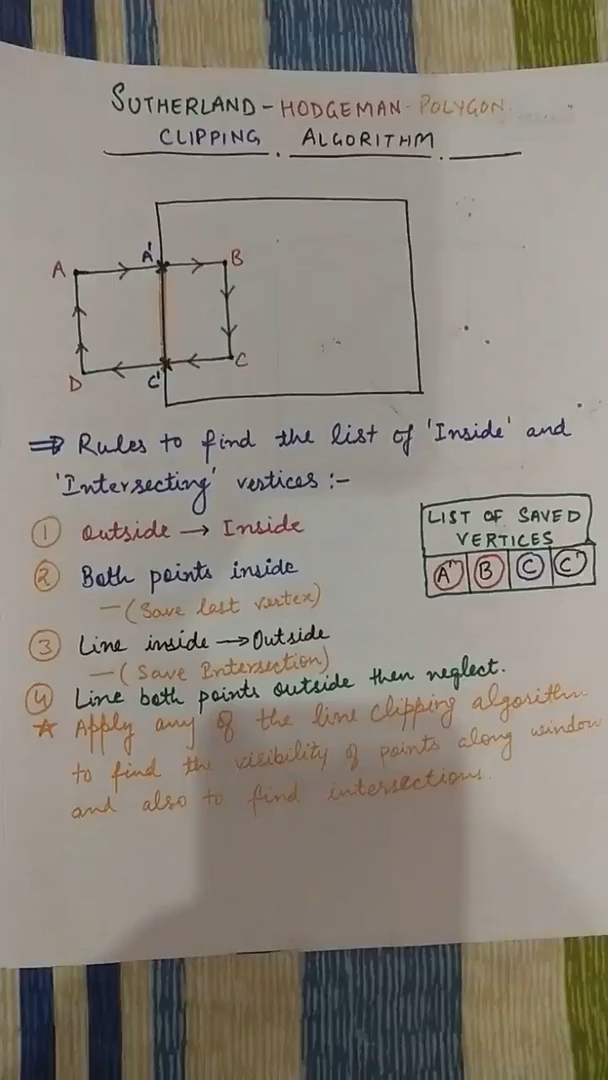 SUTHERLAND-HODGEMAN-POLYGON
CLIPPING ALGORITHM
A A' B
D C' C
⇒ Rules to find the list of 'Inside' and
'Intersecting' vertices :-
① Outside → Inside
② Both points inside
—(Save last vertex)
③ Line inside → Outside
—(Save Intersection)
④ Line both points outside then neglect.
☆ Apply any of the line clipping algorithm
to find the visibility of points along window
and also to find intersections.
LIST OF SAVED
VERTICES
A' B C C'